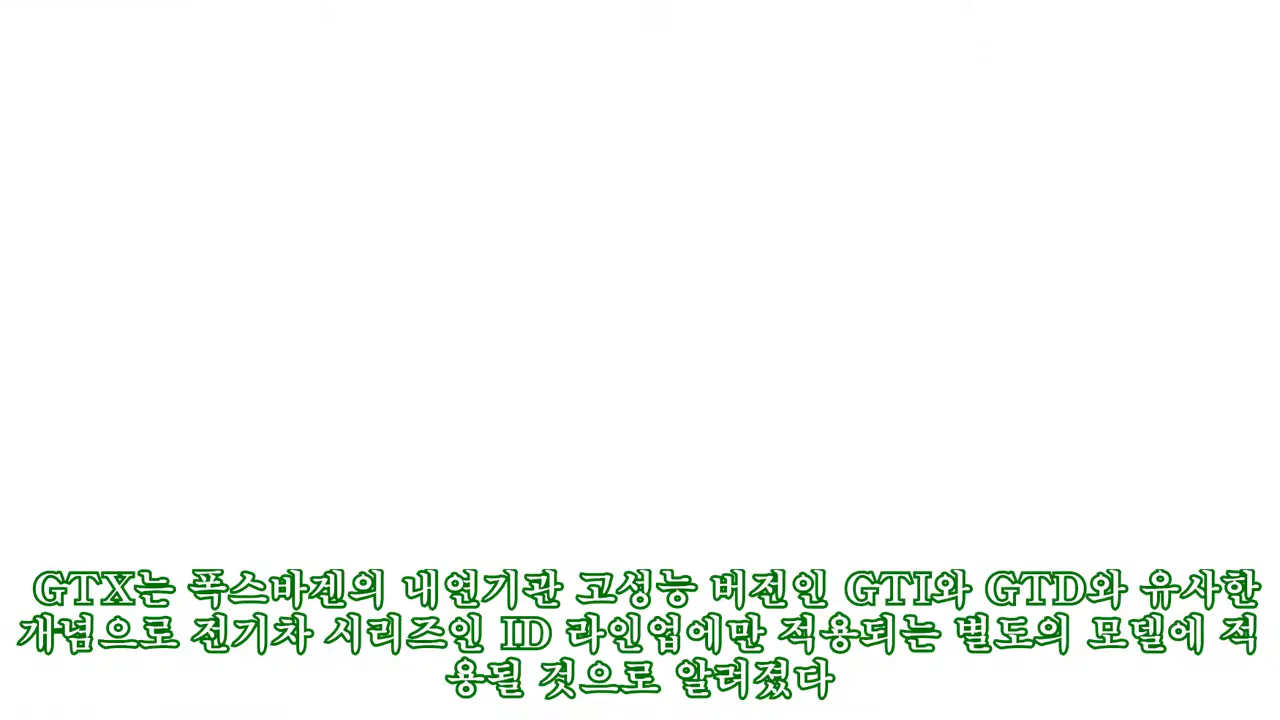 GTX는 폭스바겐의 내연기관 고성능 버전인 GTI와 GTD와 유사한
개념으로 전기차 시리즈인 ID 라인업에만 적용되는 별도의 모델에 적
용될 것으로 알려졌다